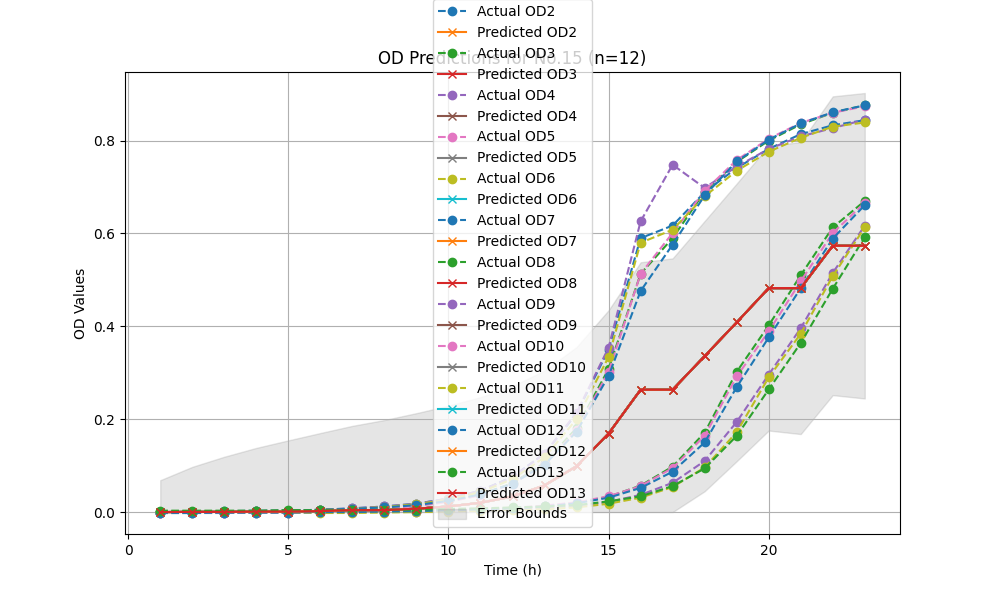 Actual OD2
Predicted OD2
Actual OD3
OD Predictions for No.15 (n=12)
Predicted OD3
Actual OD4
Predicted OD4
Actual OD5
Predicted OD5
Actual OD6
Predicted OD6
Actual OD7
Predicted OD7
Actual OD8
Predicted OD8
Actual OD9
Predicted OD9
Actual OD10
Predicted OD10
Actual OD11
Predicted OD11
Actual OD12
Predicted OD12
Actual OD13
Predicted OD13
Error Bounds
OD Values
0.8
0.6
0.4
0.2
0.0
0
5
10
15
20
Time (h)